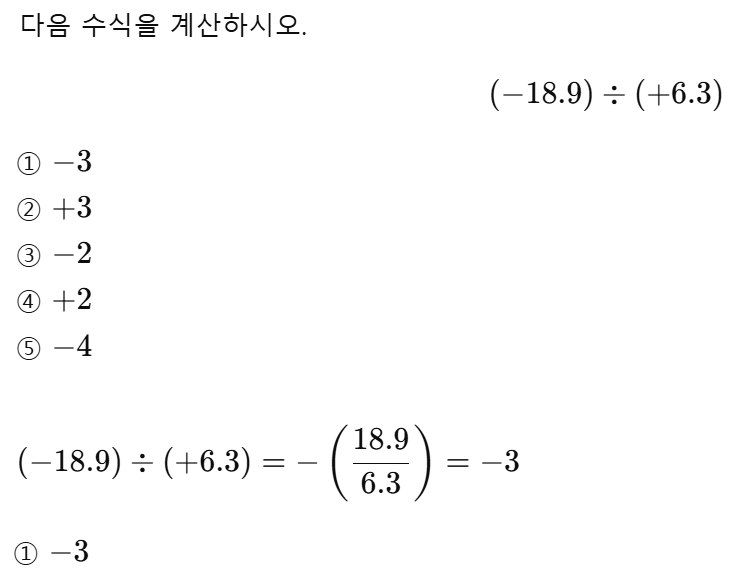 다음 수식을 계산하시오.
(−18.9) ÷ (+6.3)
① −3
② +3
③ −2
④ +2
⑤ −4
(−18.9) ÷ (+6.3) = −(18.9/6.3) = −3
① −3